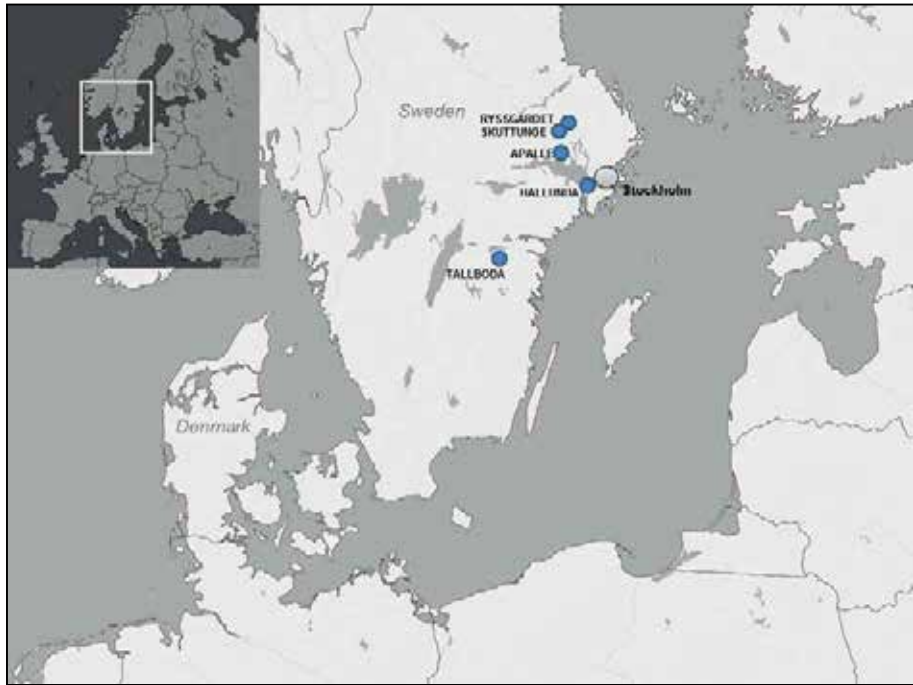 Sweden
RYSSGÄRDET
SKUTTUNGE
APALLE
HALLUNDA
Stockholm
TALLBODA
Denmark